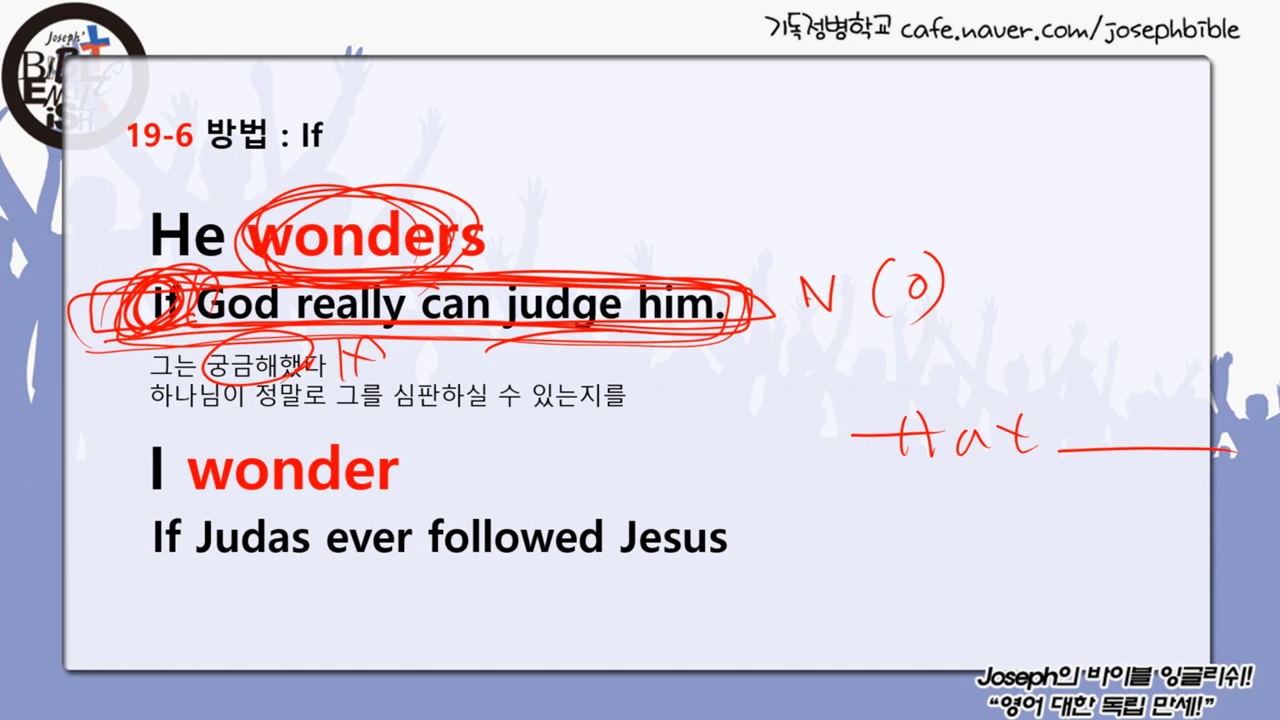 Joseph'
BIBLE
ENGLISH
기독정병학교 cafe.naver.com/josephbible
19-6 방법 : If
He wonders
If God really can judge him.
N (O)
그는 궁금해했다
하나님이 정말로 그를 심판하실 수 있는지를
that
I wonder
If Judas ever followed Jesus
Joseph의 바이블 잉글리쉬!
“영어 대한 독립 만세!”